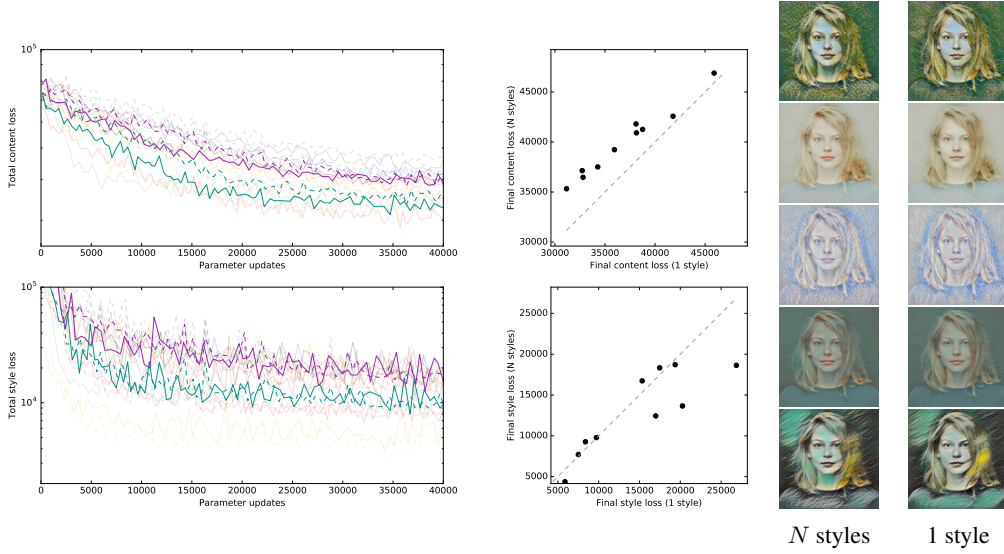 10^5
Total content loss
0 5000 10000 15000 20000 25000 30000 35000 40000
Parameter updates
10^5
10^4
Total style loss
0 5000 10000 15000 20000 25000 30000 35000 40000
Parameter updates
45000
40000
35000
30000
Final content loss (N styles)
30000 35000 40000 45000
Final content loss (1 style)
25000
20000
15000
10000
5000
Final style loss (N styles)
5000 10000 15000 20000 25000
Final style loss (1 style)
N styles 1 style